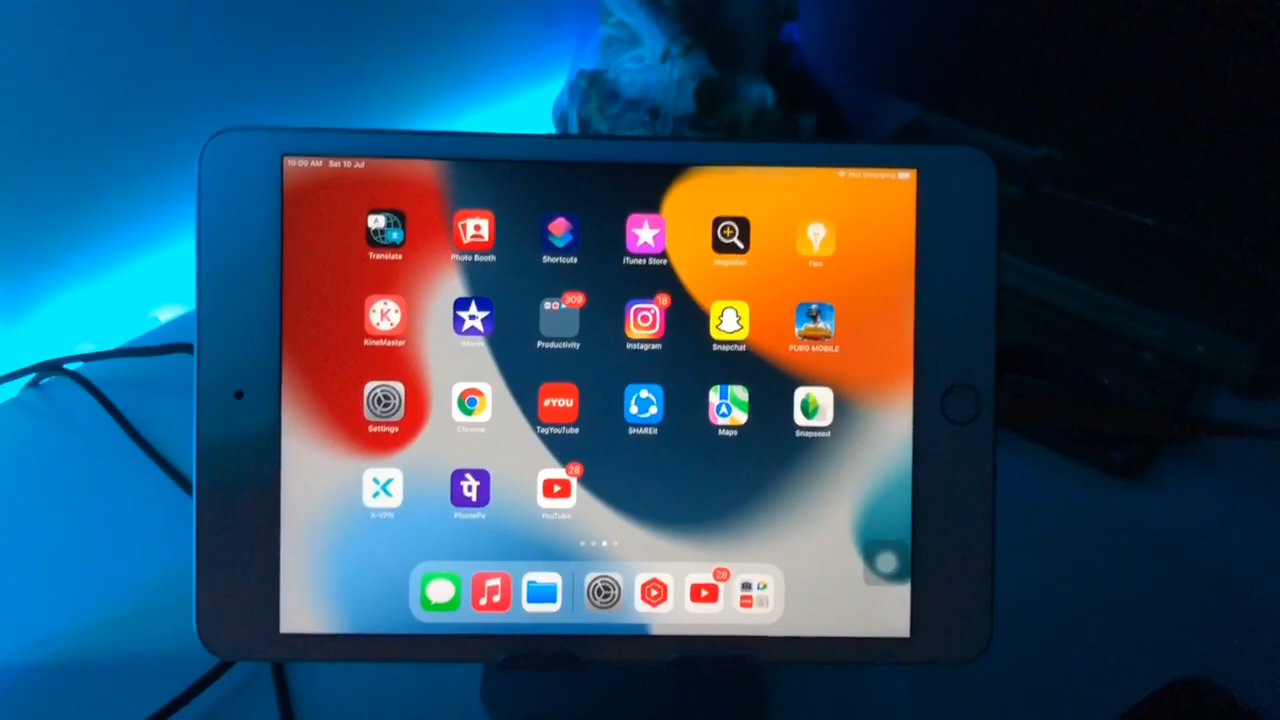 10:00 AM Sat 10 Jul
Not Charging
Translate
Photo Booth
Shortcuts
iTunes Store
Magnifier
Tips
309
18
KineMaster
iMovie
Productivity
Instagram
Snapchat
PUBG MOBILE
#YOU
Settings
Chrome
TagYouTube
SHAREit
Maps
Snapseed
28
पे
X-VPN
PhonePe
YouTube
28